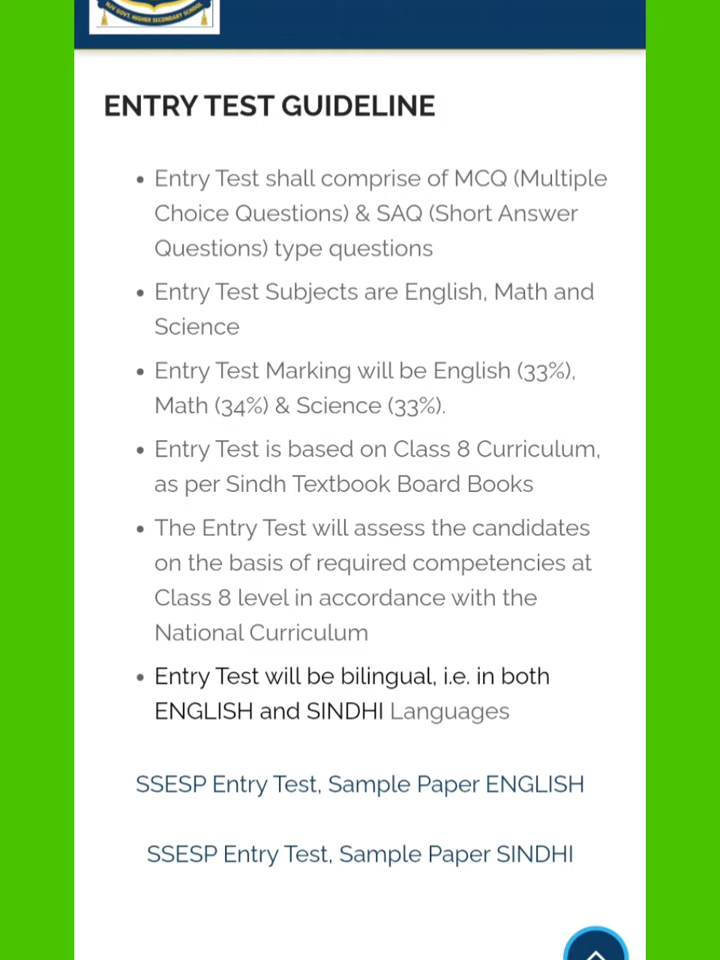 NJV GOVT. HIGHER SECONDARY SCHOOL
ENTRY TEST GUIDELINE
• Entry Test shall comprise of MCQ (Multiple
Choice Questions) & SAQ (Short Answer
Questions) type questions
• Entry Test Subjects are English, Math and
Science
• Entry Test Marking will be English (33%),
Math (34%) & Science (33%).
• Entry Test is based on Class 8 Curriculum,
as per Sindh Textbook Board Books
• The Entry Test will assess the candidates
on the basis of required competencies at
Class 8 level in accordance with the
National Curriculum
• Entry Test will be bilingual, i.e. in both
ENGLISH and SINDHI Languages
SSESP Entry Test, Sample Paper ENGLISH
SSESP Entry Test, Sample Paper SINDHI